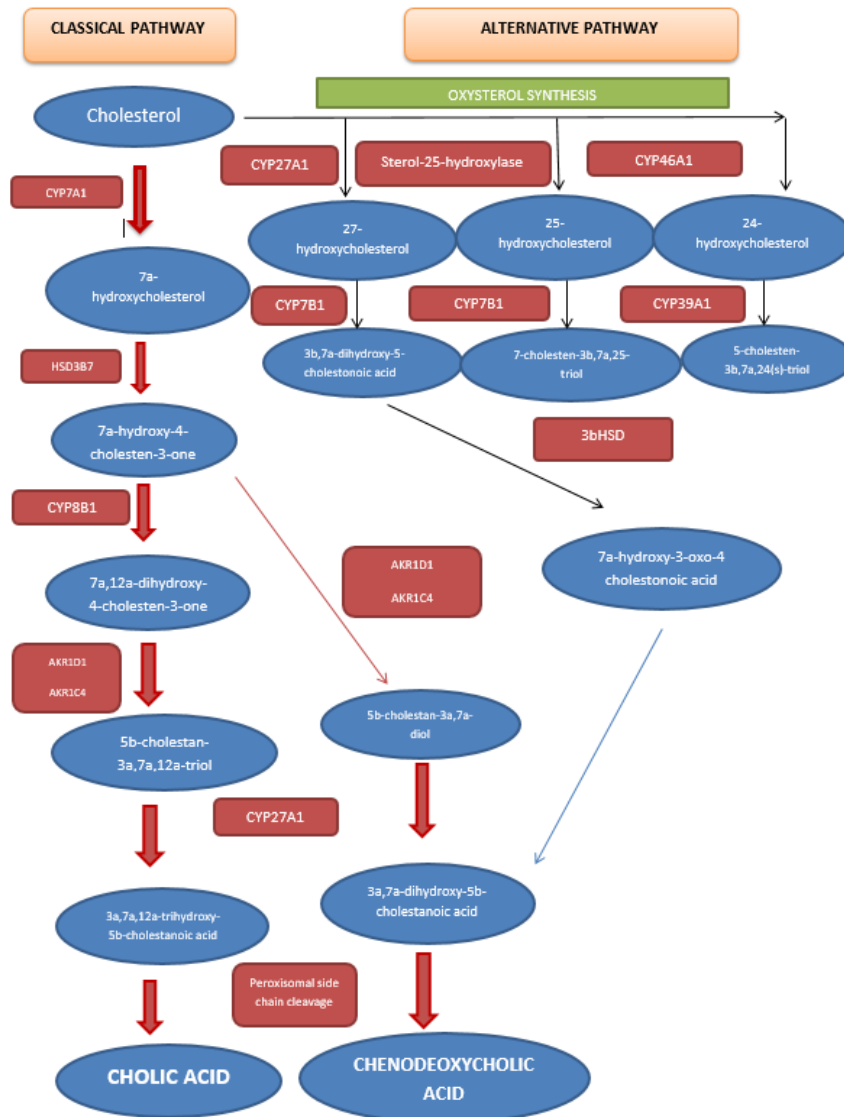 CLASSICAL PATHWAY
ALTERNATIVE PATHWAY
OXYSTEROL SYNTHESIS
Cholesterol
CYP27A1
Sterol-25-hydroxylase
CYP46A1
CYP7A1
27-
hydroxycholesterol
25-
hydroxycholesterol
24-
hydroxycholesterol
7a-
hydroxycholesterol
CYP7B1
CYP7B1
CYP39A1
3b,7a-dihydroxy-5-
cholestonoic acid
7-cholesten-3b,7a,25-
triol
5-cholesten-
3b,7a,24(s)-triol
HSD3B7
3bHSD
7a-hydroxy-4-
cholesten-3-one
CYP8B1
7a-hydroxy-3-oxo-4
cholestonoic acid
AKR1D1
AKR1C4
7a,12a-dihydroxy-
4-cholesten-3-one
AKR1D1
AKR1C4
5b-cholestan-
3a,7a,12a-triol
5b-cholestan-3a,7a-
diol
CYP27A1
3a,7a,12a-trihydroxy-
5b-cholestanoic acid
3a,7a-dihydroxy-5b-
cholestanoic acid
Peroxisomal side
chain cleavage
CHOLIC ACID
CHENODEOXYCHOLIC
ACID